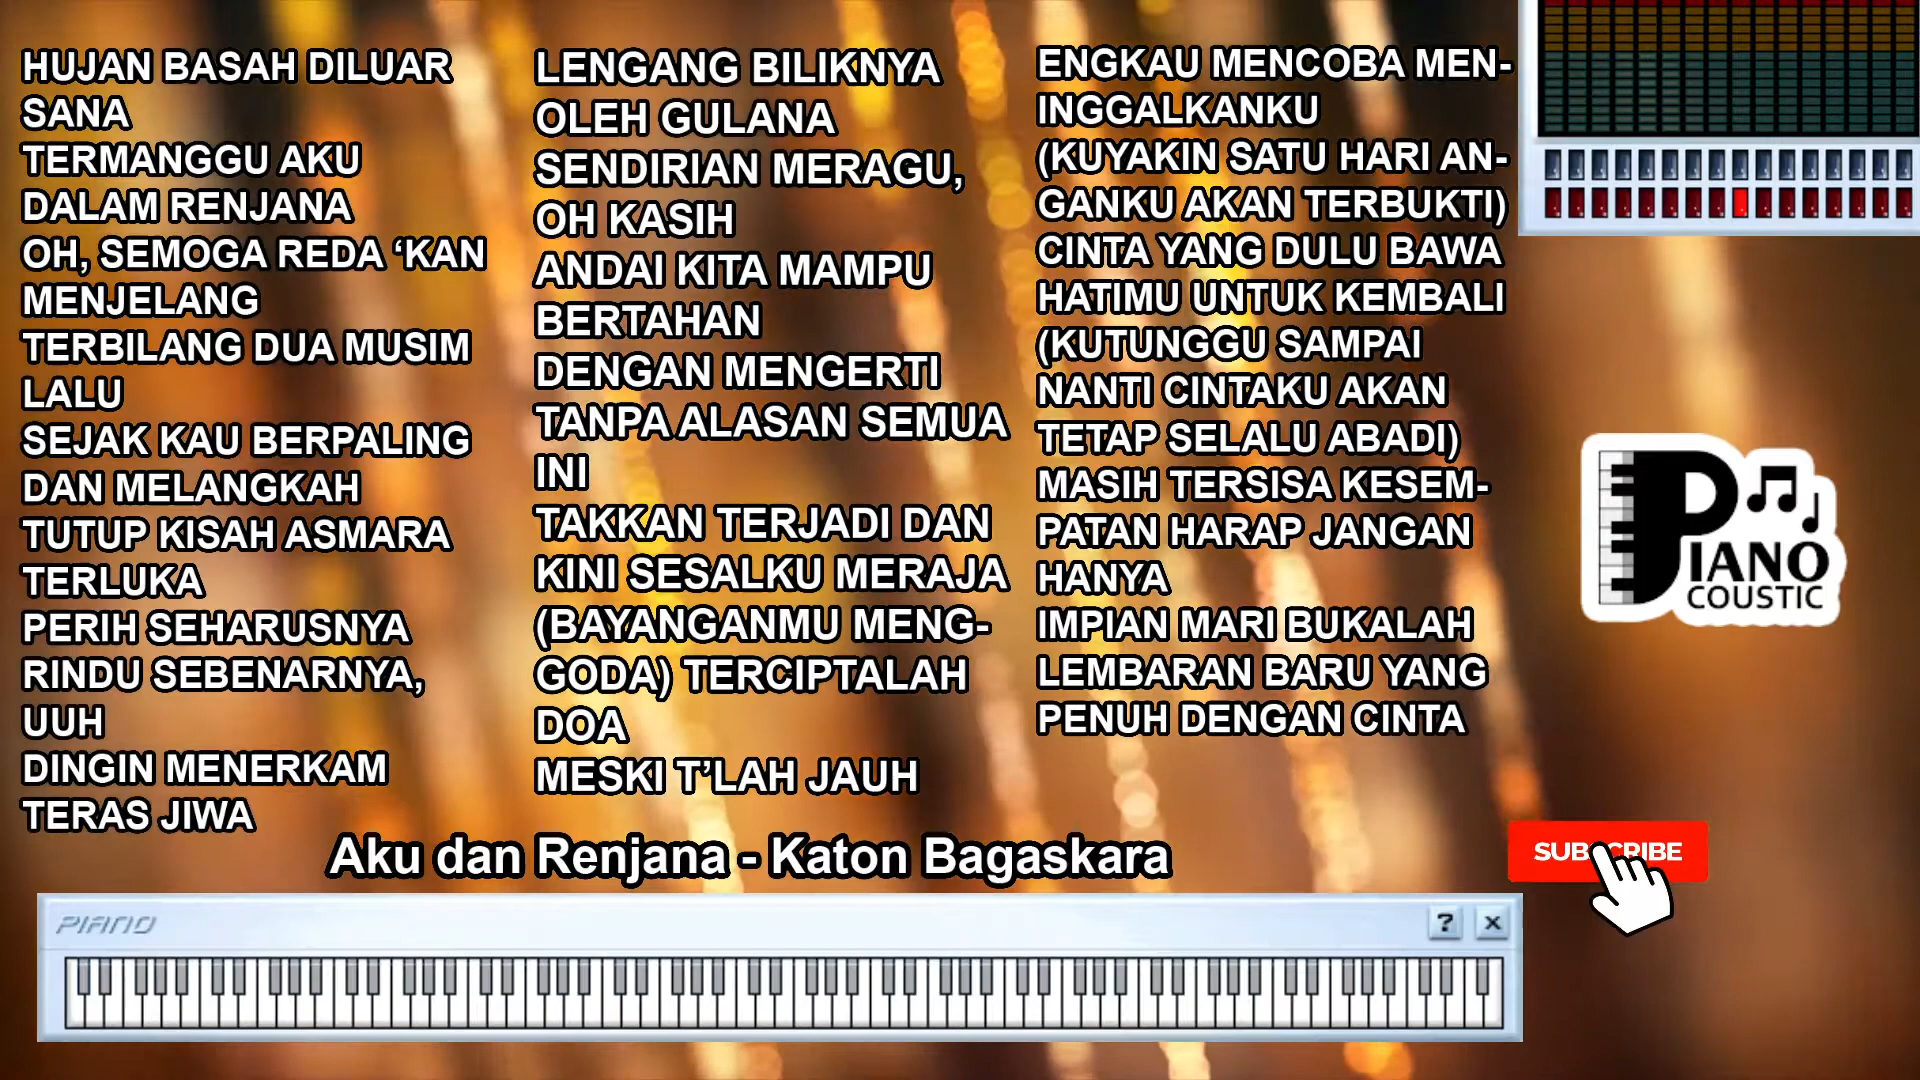 HUJAN BASAH DILUAR
SANA
TERMANGGU AKU
DALAM RENJANA
OH, SEMOGA REDA ‘KAN
MENJELANG
TERBILANG DUA MUSIM
LALU
SEJAK KAU BERPALING
DAN MELANGKAH
TUTUP KISAH ASMARA
TERLUKA
PERIH SEHARUSNYA
RINDU SEBENARNYA,
UUH
DINGIN MENERKAM
TERAS JIWA
LENGANG BILIKNYA
OLEH GULANA
SENDIRIAN MERAGU,
OH KASIH
ANDAI KITA MAMPU
BERTAHAN
DENGAN MENGERTI
TANPA ALASAN SEMUA
INI
TAKKAN TERJADI DAN
KINI SESALKU MERAJA
(BAYANGANMU MENG-
GODA) TERCIPTALAH
DOA
MESKI T’LAH JAUH
ENGKAU MENCOBA MEN-
INGGALKANKU
(KUYAKIN SATU HARI AN-
GANKU AKAN TERBUKTI)
CINTA YANG DULU BAWA
HATIMU UNTUK KEMBALI
(KUTUNGGU SAMPAI
NANTI CINTAKU AKAN
TETAP SELALU ABADI)
MASIH TERSISA KESEM-
PATAN HARAP JANGAN
HANYA
IMPIAN MARI BUKALAH
LEMBARAN BARU YANG
PENUH DENGAN CINTA
PIANO
COUSTIC
SUBSCRIBE
Aku dan Renjana - Katon Bagaskara
PIANO
? x